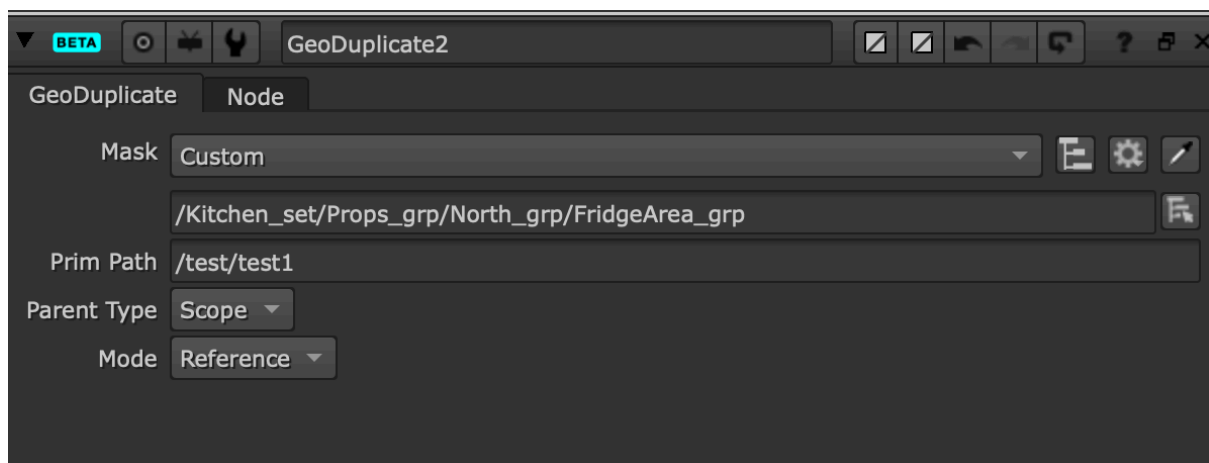 BETA GeoDuplicate2 ?
GeoDuplicate Node
Mask Custom
/Kitchen_set/Props_grp/North_grp/FridgeArea_grp
Prim Path /test/test1
Parent Type Scope
Mode Reference